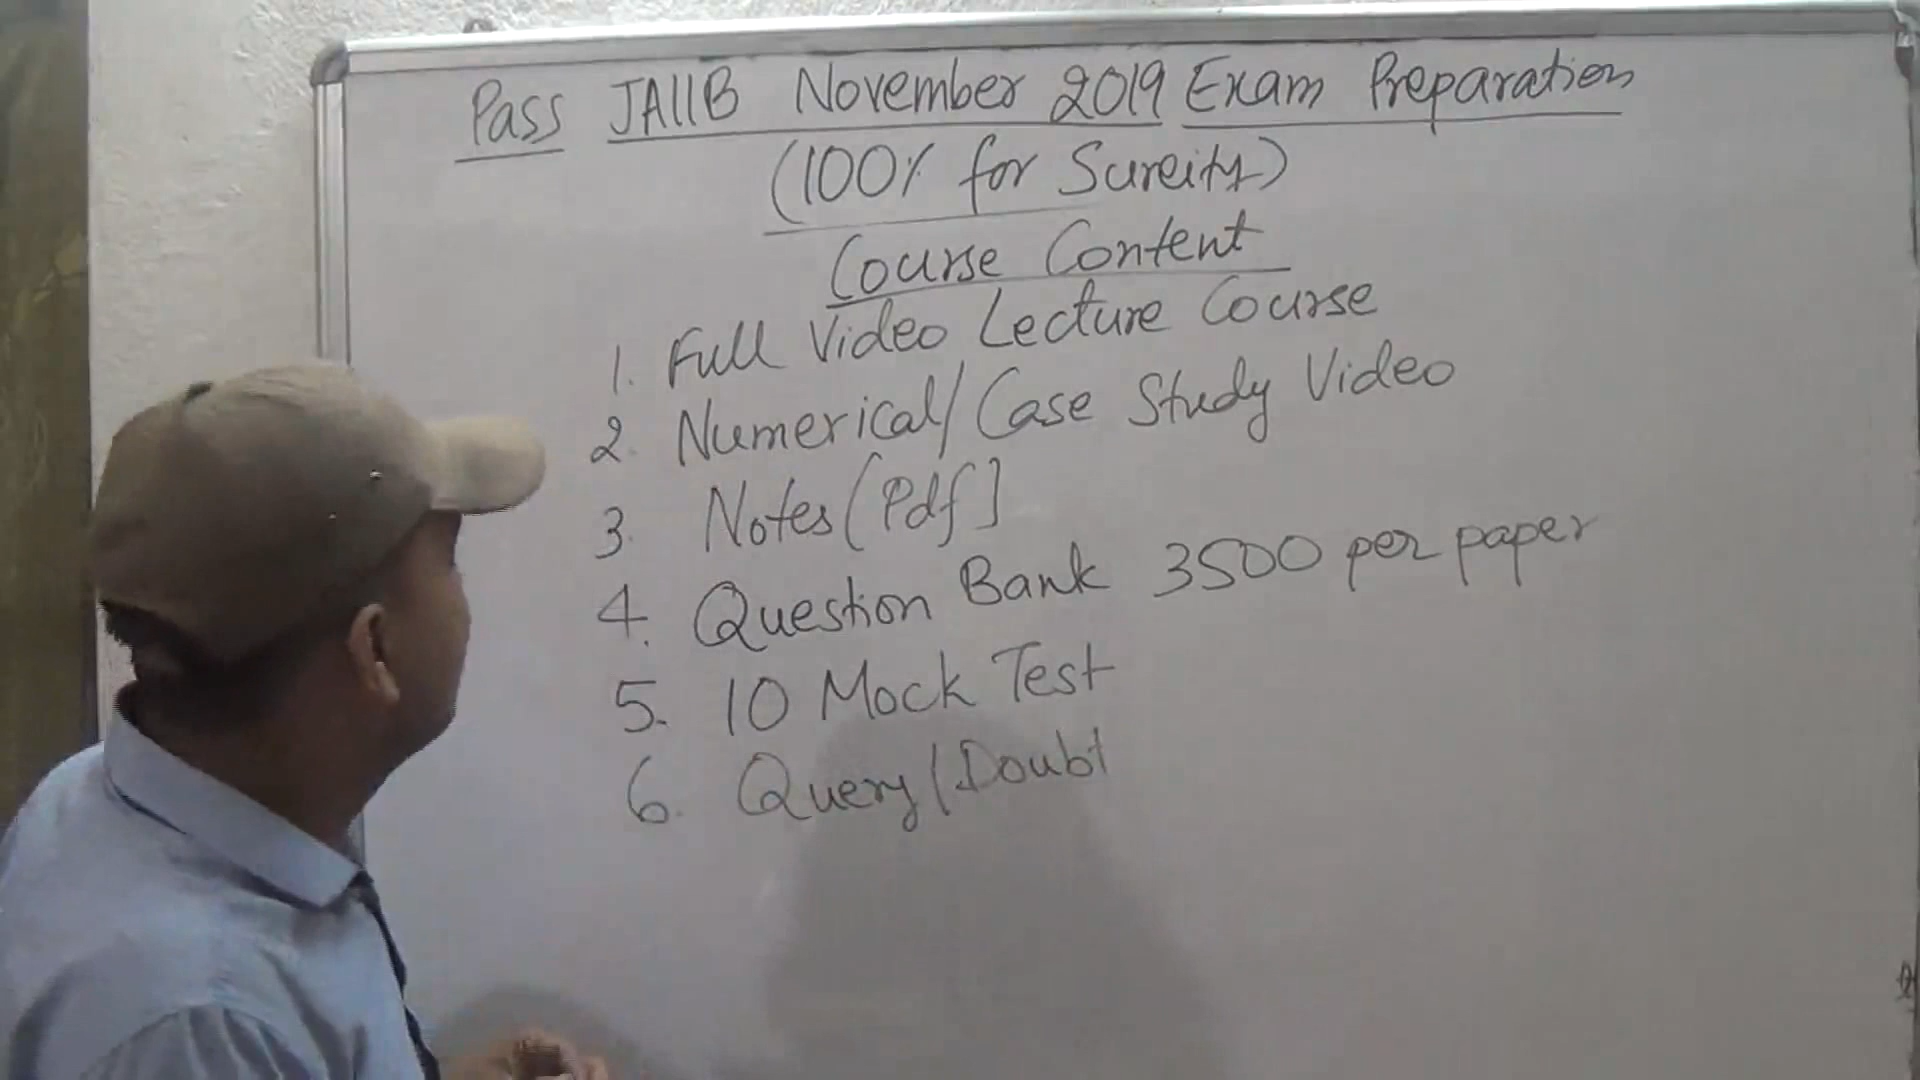 Pass JAIIB November 2019 Exam Preparation
(100% for Sureity)
Course Content
1. Full Video Lecture Course
2. Numerical/Case Study Video
3. Notes(Pdf]
4. Question Bank 3500 per paper
5. 10 Mock Test
6. Query/Doubt